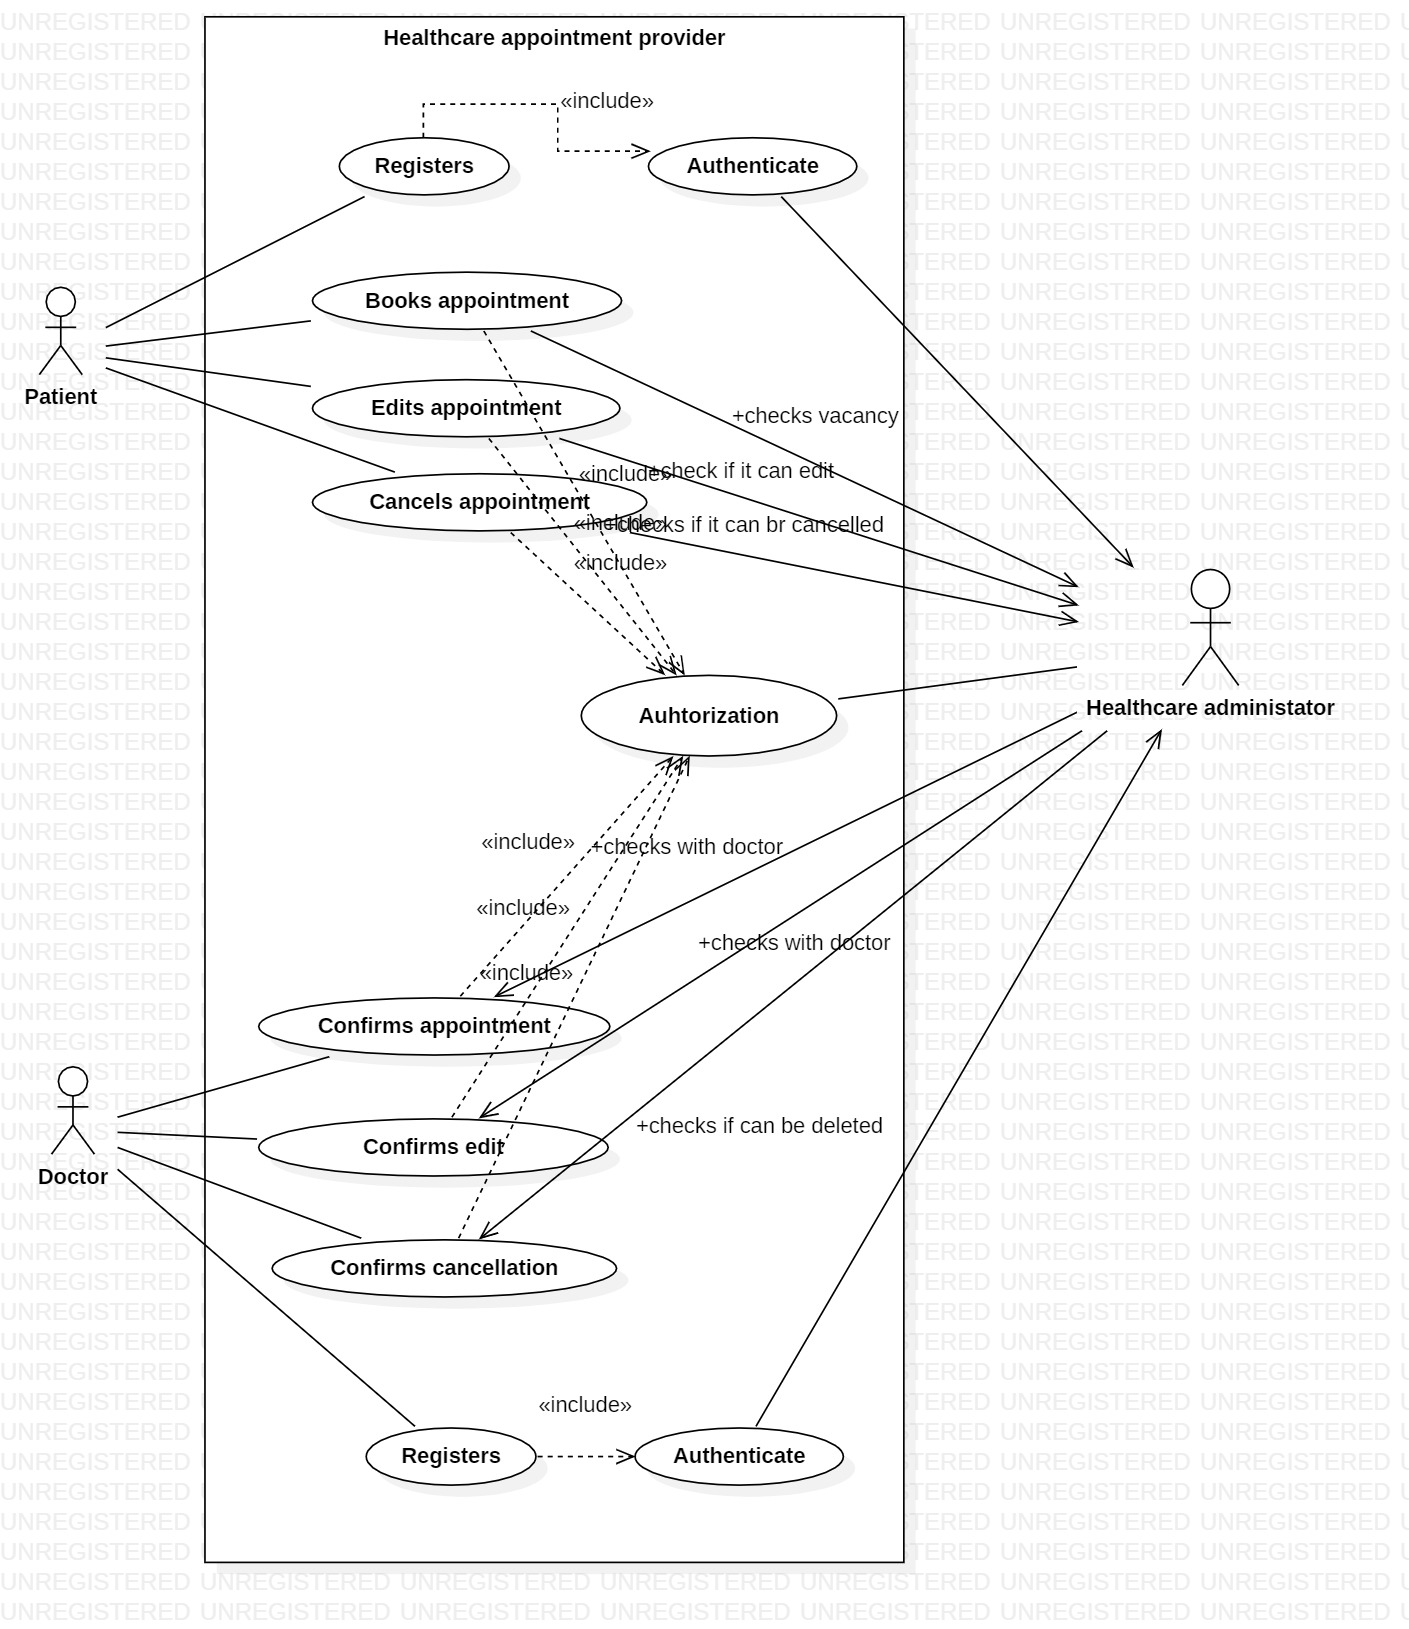 Healthcare appointment provider
«include»
Registers
Authenticate
Books appointment
Patient
Edits appointment
+checks vacancy
«include»
+check if it can edit
Cancels appointment
«include»
+checks if it can br cancelled
«include»
Auhtorization
Healthcare administator
«include»
+checks with doctor
«include»
+checks with doctor
«include»
Confirms appointment
+checks if can be deleted
Confirms edit
Doctor
Confirms cancellation
«include»
Registers
Authenticate
UNREGISTERED UNREGISTERED UNREGISTERED UNREGISTERED UNREGISTERED UNREGISTERED UNREGISTERED